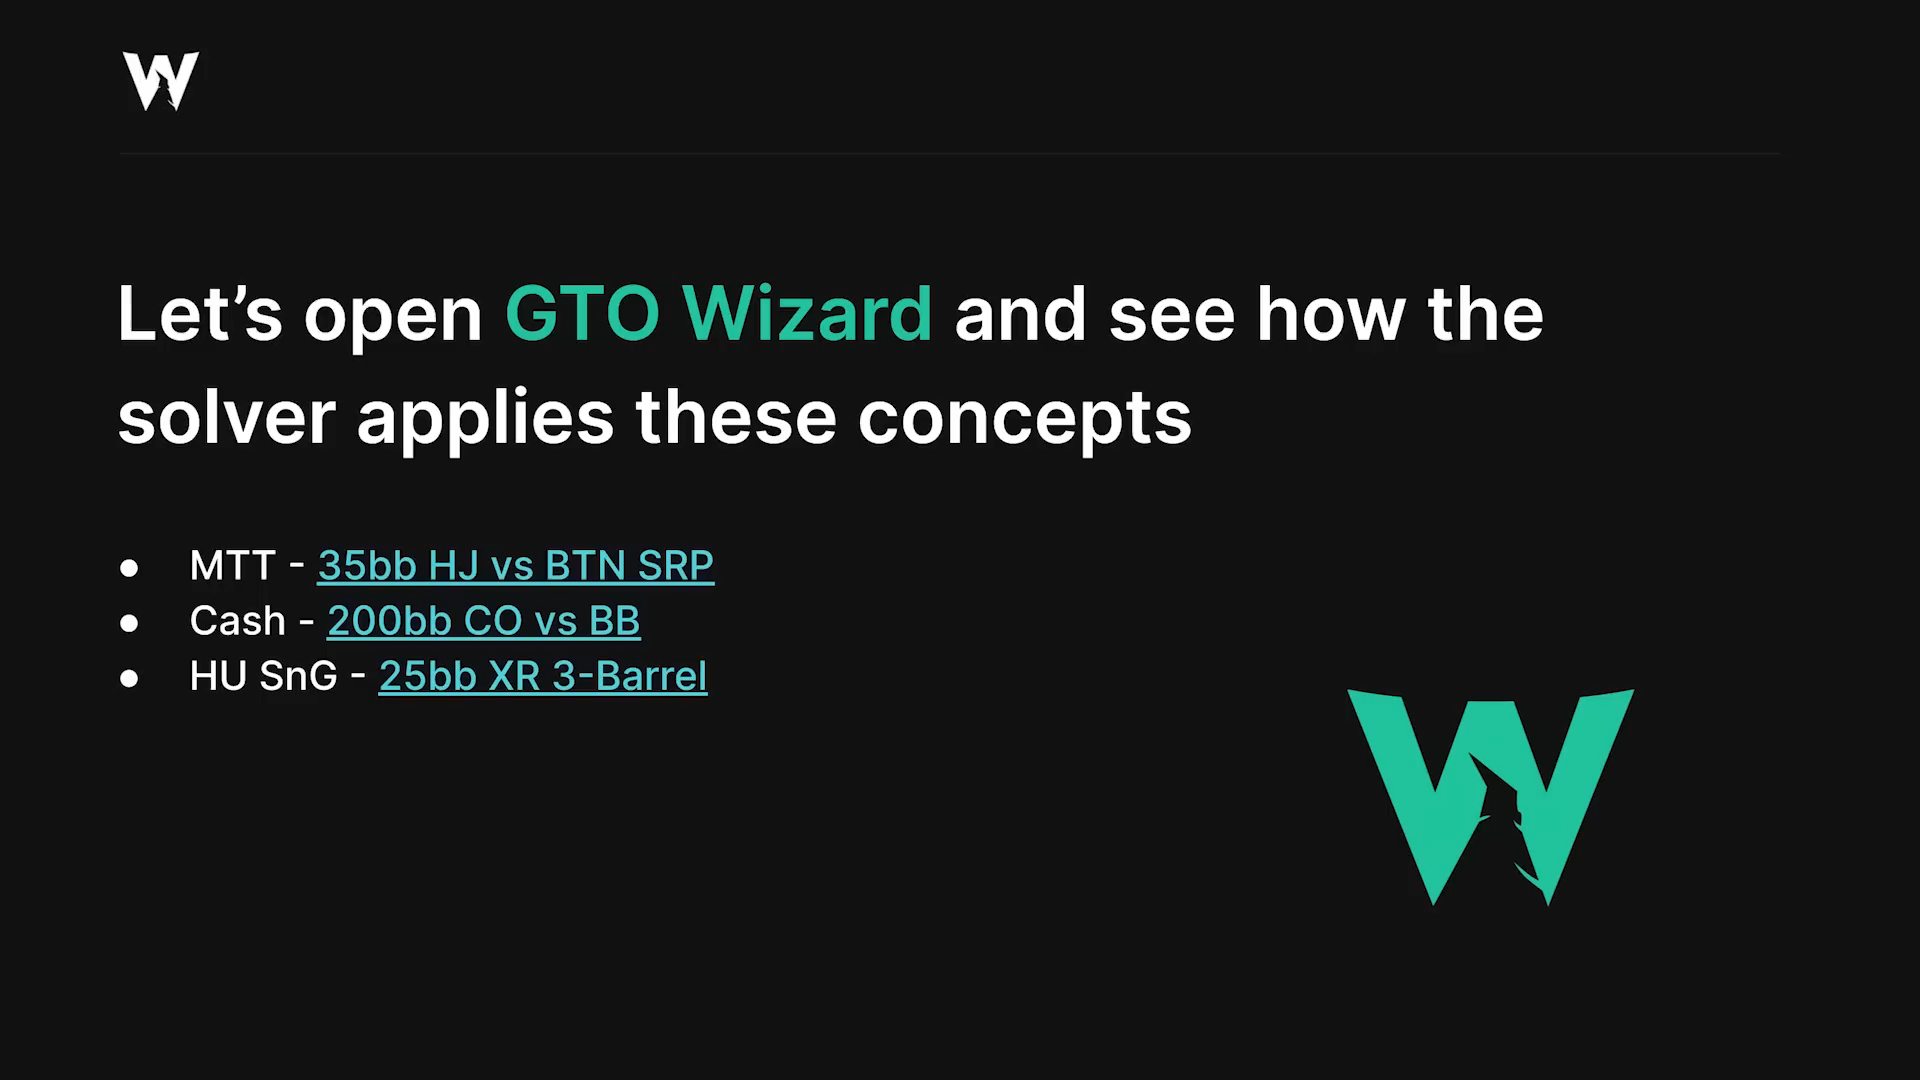 Let’s open GTO Wizard and see how the
solver applies these concepts
● MTT - 35bb HJ vs BTN SRP
● Cash - 200bb CO vs BB
● HU SnG - 25bb XR 3-Barrel